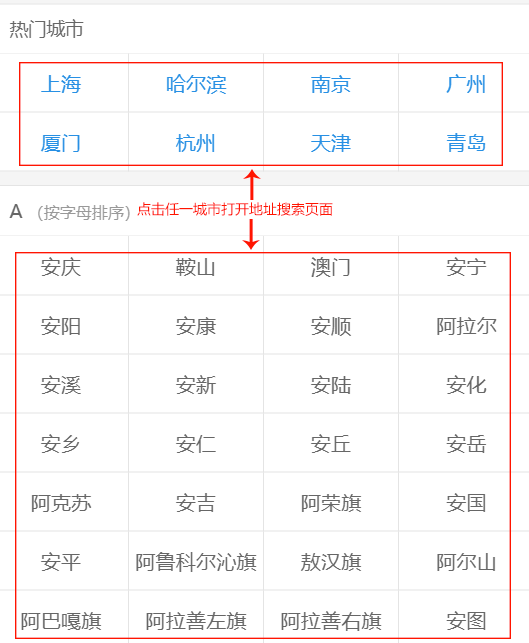 热门城市
上海 哈尔滨 南京 广州
厦门 杭州 天津 青岛
A (按字母排序) 点击任一城市打开地址搜索页面
安庆 鞍山 澳门 安宁
安阳 安康 安顺 阿拉尔
安溪 安新 安陆 安化
安乡 安仁 安丘 安岳
阿克苏 安吉 阿荣旗 安国
安平 阿鲁科尔沁旗 敖汉旗 阿尔山
阿巴嘎旗 阿拉善左旗 阿拉善右旗 安图